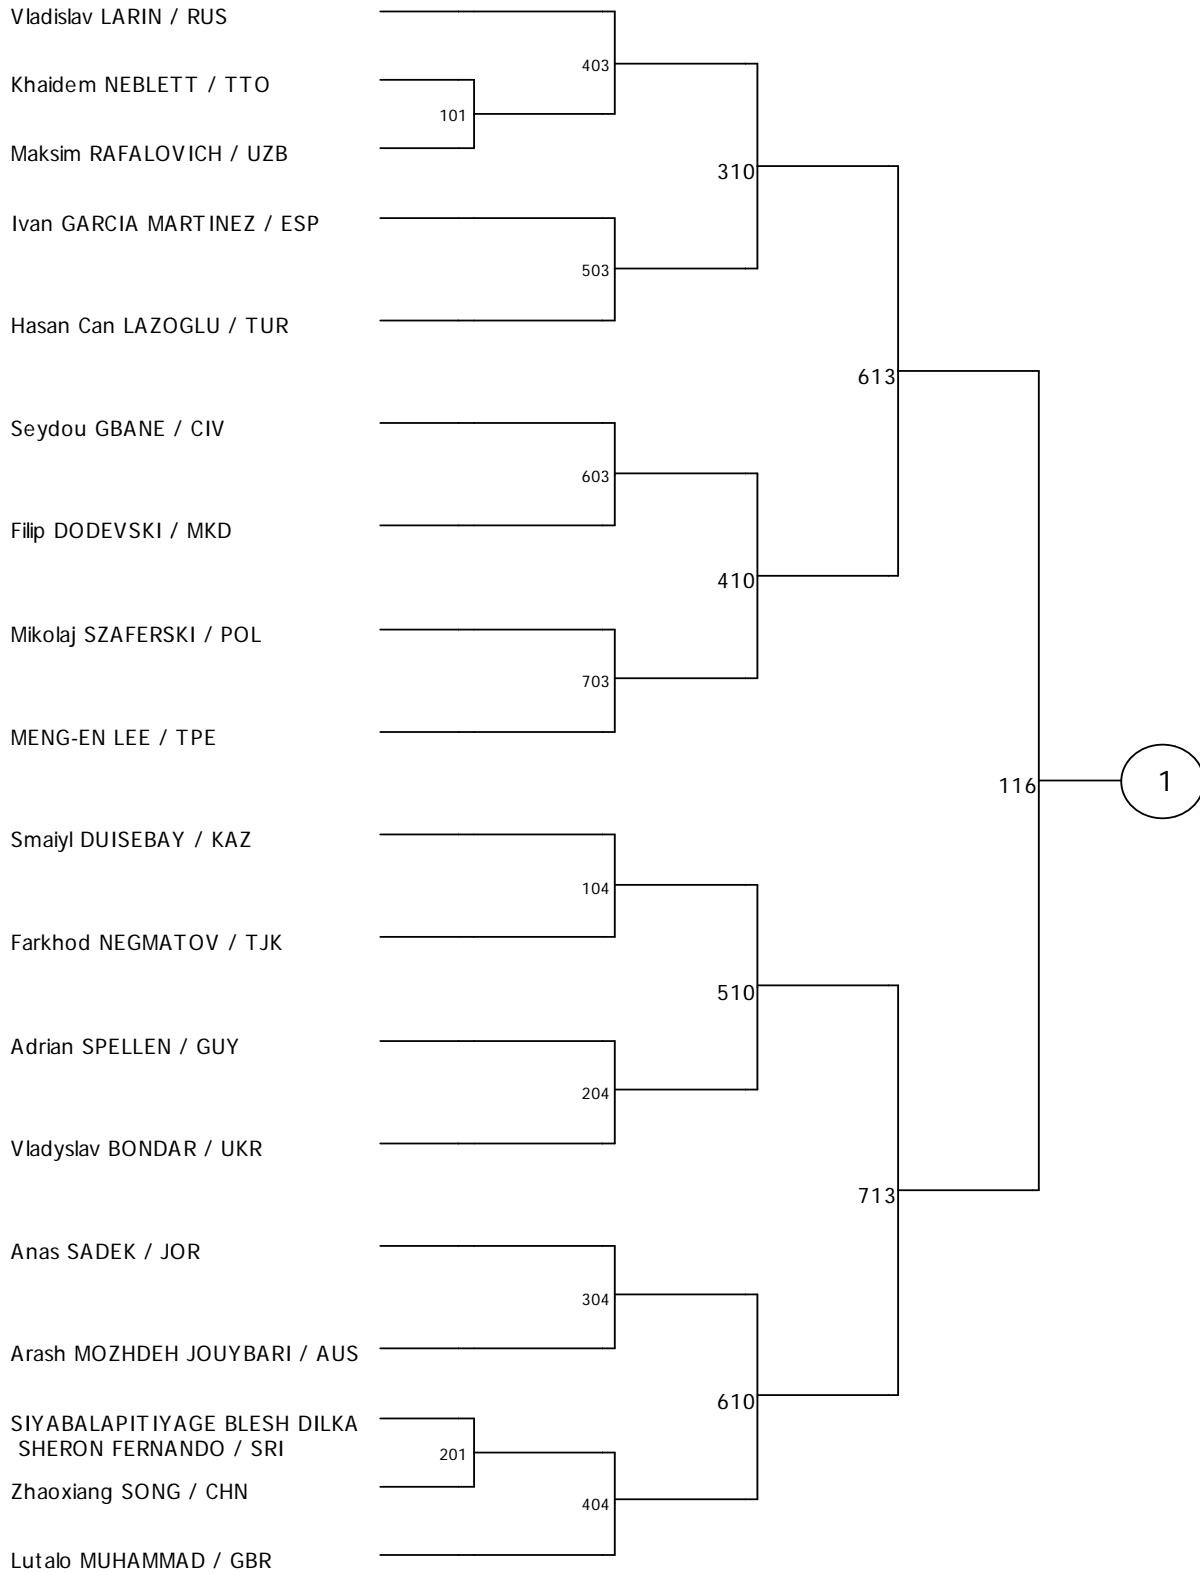 Vladislav LARIN / RUS
403
Khaidem NEBLETT / TTO
101
Maksim RAFALOVICH / UZB
310
Ivan GARCIA MARTINEZ / ESP
503
Hasan Can LAZOGLU / TUR
613
Seydou GBANE / CIV
603
Filip DODEVSKI / MKD
410
Mikolaj SZAFERSKI / POL
703
MENG-EN LEE / TPE
116
1
Smaiyl DUISEBAY / KAZ
104
Farkhod NEGMATOV / TJK
510
Adrian SPELLEN / GUY
204
Vladyslav BONDAR / UKR
713
Anas SADEK / JOR
304
Arash MOZHDEH JOUYBARI / AUS
610
SIYABALAPITIYAGE BLESH DILKA
SHERON FERNANDO / SRI
201
Zhaoxiang SONG / CHN
404
Lutalo MUHAMMAD / GBR